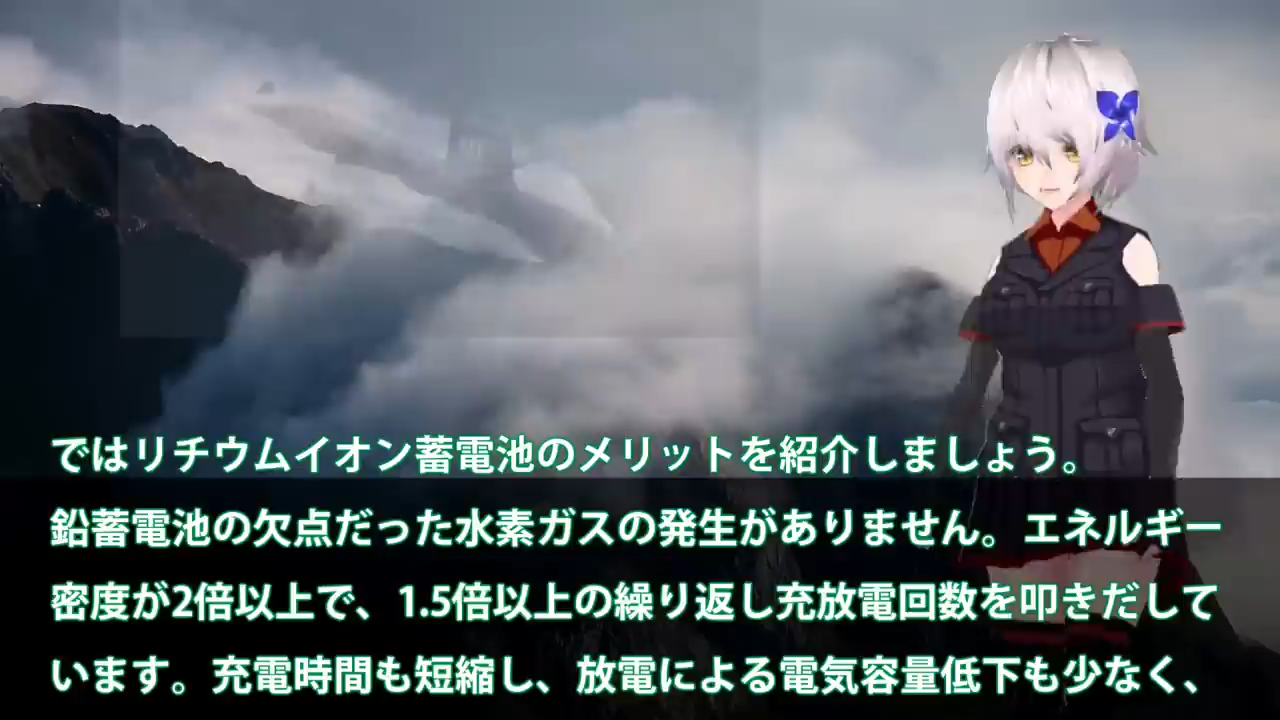 ではリチウムイオン蓄電池のメリットを紹介しましょう。
鉛蓄電池の欠点だった水素ガスの発生がありません。エネルギー
密度が2倍以上で、1.5倍以上の繰り返し充放電回数を叩きだして
います。充電時間も短縮し、放電による電気容量低下も少なく、